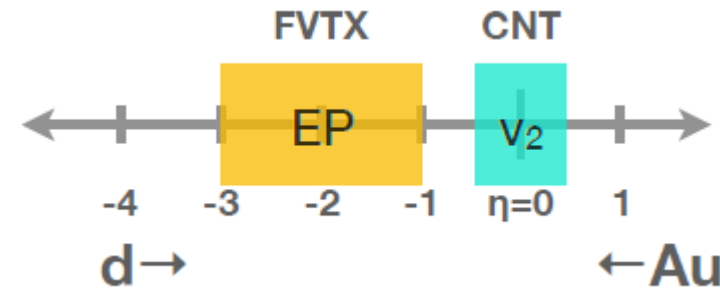 FVTX CNT
EP v₂
-4 -3 -2 -1 η=0 1
d→ ←Au